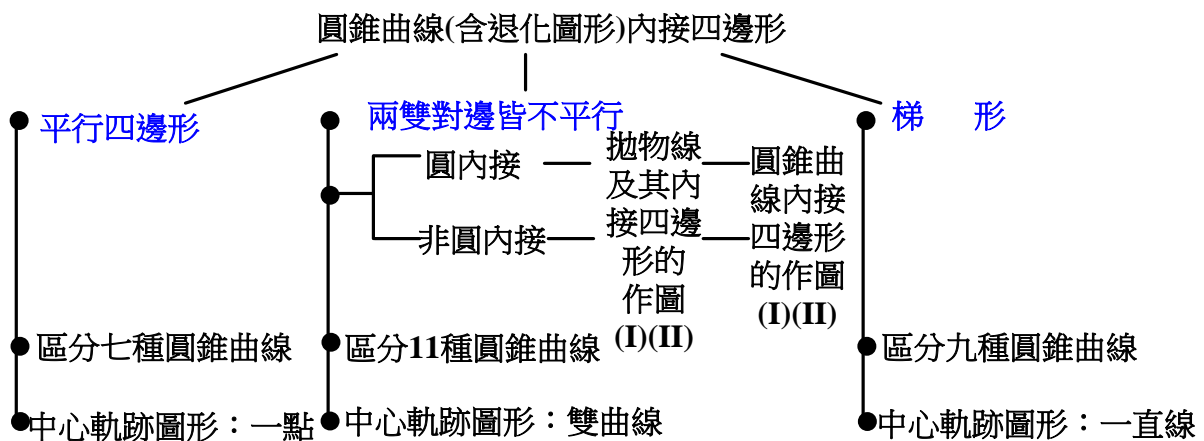 圓錐曲線(含退化圖形)內接四邊形
平行四邊形
兩雙對邊皆不平行
梯 形
圓內接
非圓內接
拋物線
及其內
接四邊
形的
作圖
(I)(II)
圓錐曲
線內接
四邊形
的作圖
(I)(II)
區分七種圓錐曲線
區分11種圓錐曲線
區分九種圓錐曲線
中心軌跡圖形：一點
中心軌跡圖形：雙曲線
中心軌跡圖形：一直線